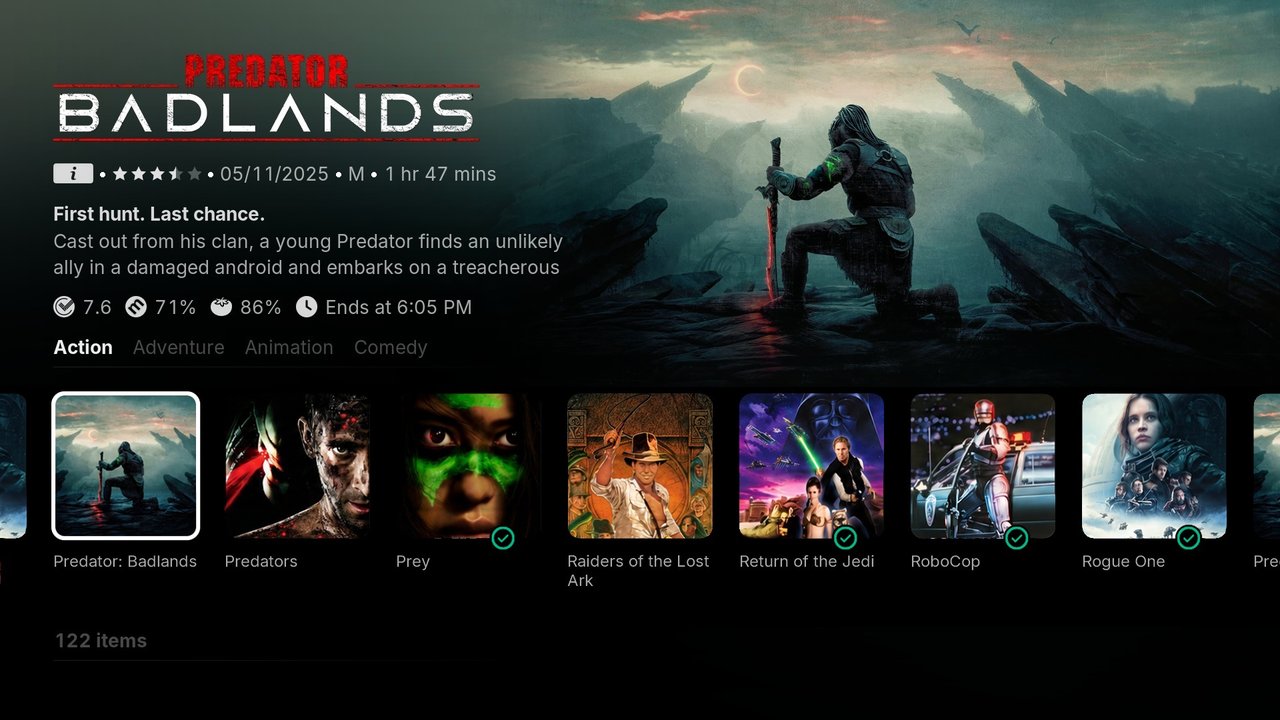 PREDATOR
BADLANDS
i • • 05/11/2025 • M • 1 hr 47 mins
First hunt. Last chance.
Cast out from his clan, a young Predator finds an unlikely
ally in a damaged android and embarks on a treacherous
7.6 71% 86% Ends at 6:05 PM
Action Adventure Animation Comedy
Predator: Badlands
Predators
Prey
Raiders of the Lost
Ark
Return of the Jedi
RoboCop
Rogue One
Pre
122 items